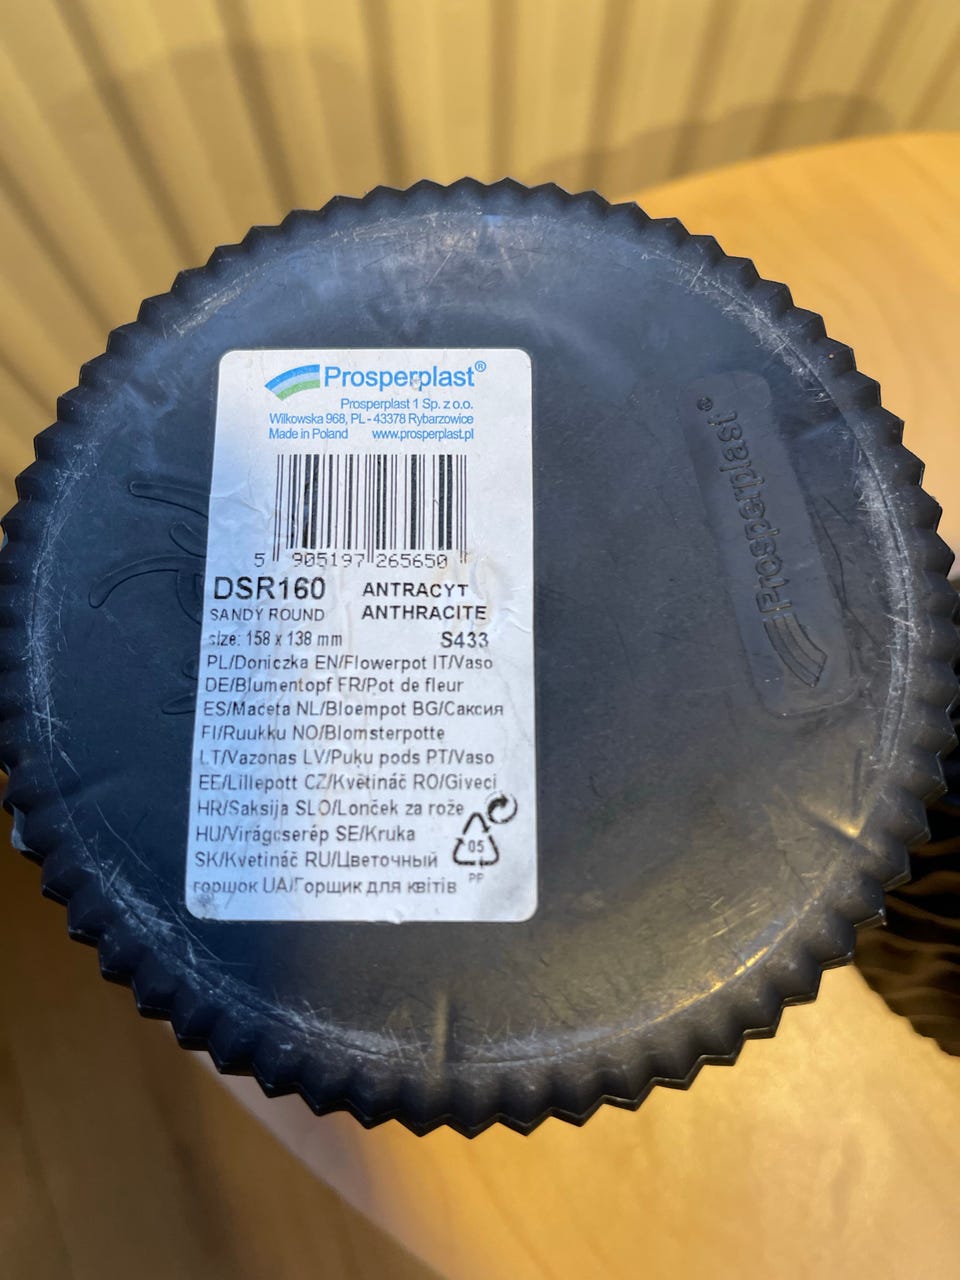 Prosperplast®
Prosperplast 1 Sp. z o.o.
Wilkowska 968, PL - 43378 Rybarzowice
Made in Poland www.prosperplast.pl
5 905197 265650
DSR160 ANTRACYT
SANDY ROUND ANTHRACITE
size: 158 x 138 mm S433
PL/Doniczka EN/Flowerpot IT/Vaso
DE/Blumentopf FR/Pot de fleur
ES/Maceta NL/Bloempot BG/Саксия
FI/Ruukku NO/Blomsterpotte
LT/Vazonas LV/Puķu pods PT/Vaso
EE/Lillepott CZ/Květináč RO/Giveci
HR/Saksija SLO/Lonček za rože
HU/Virágcserép SE/Kruka
SK/Kvetináč RU/Цветочный
горшок UA/Горщик для квітів
05
PP
Prosperplast®